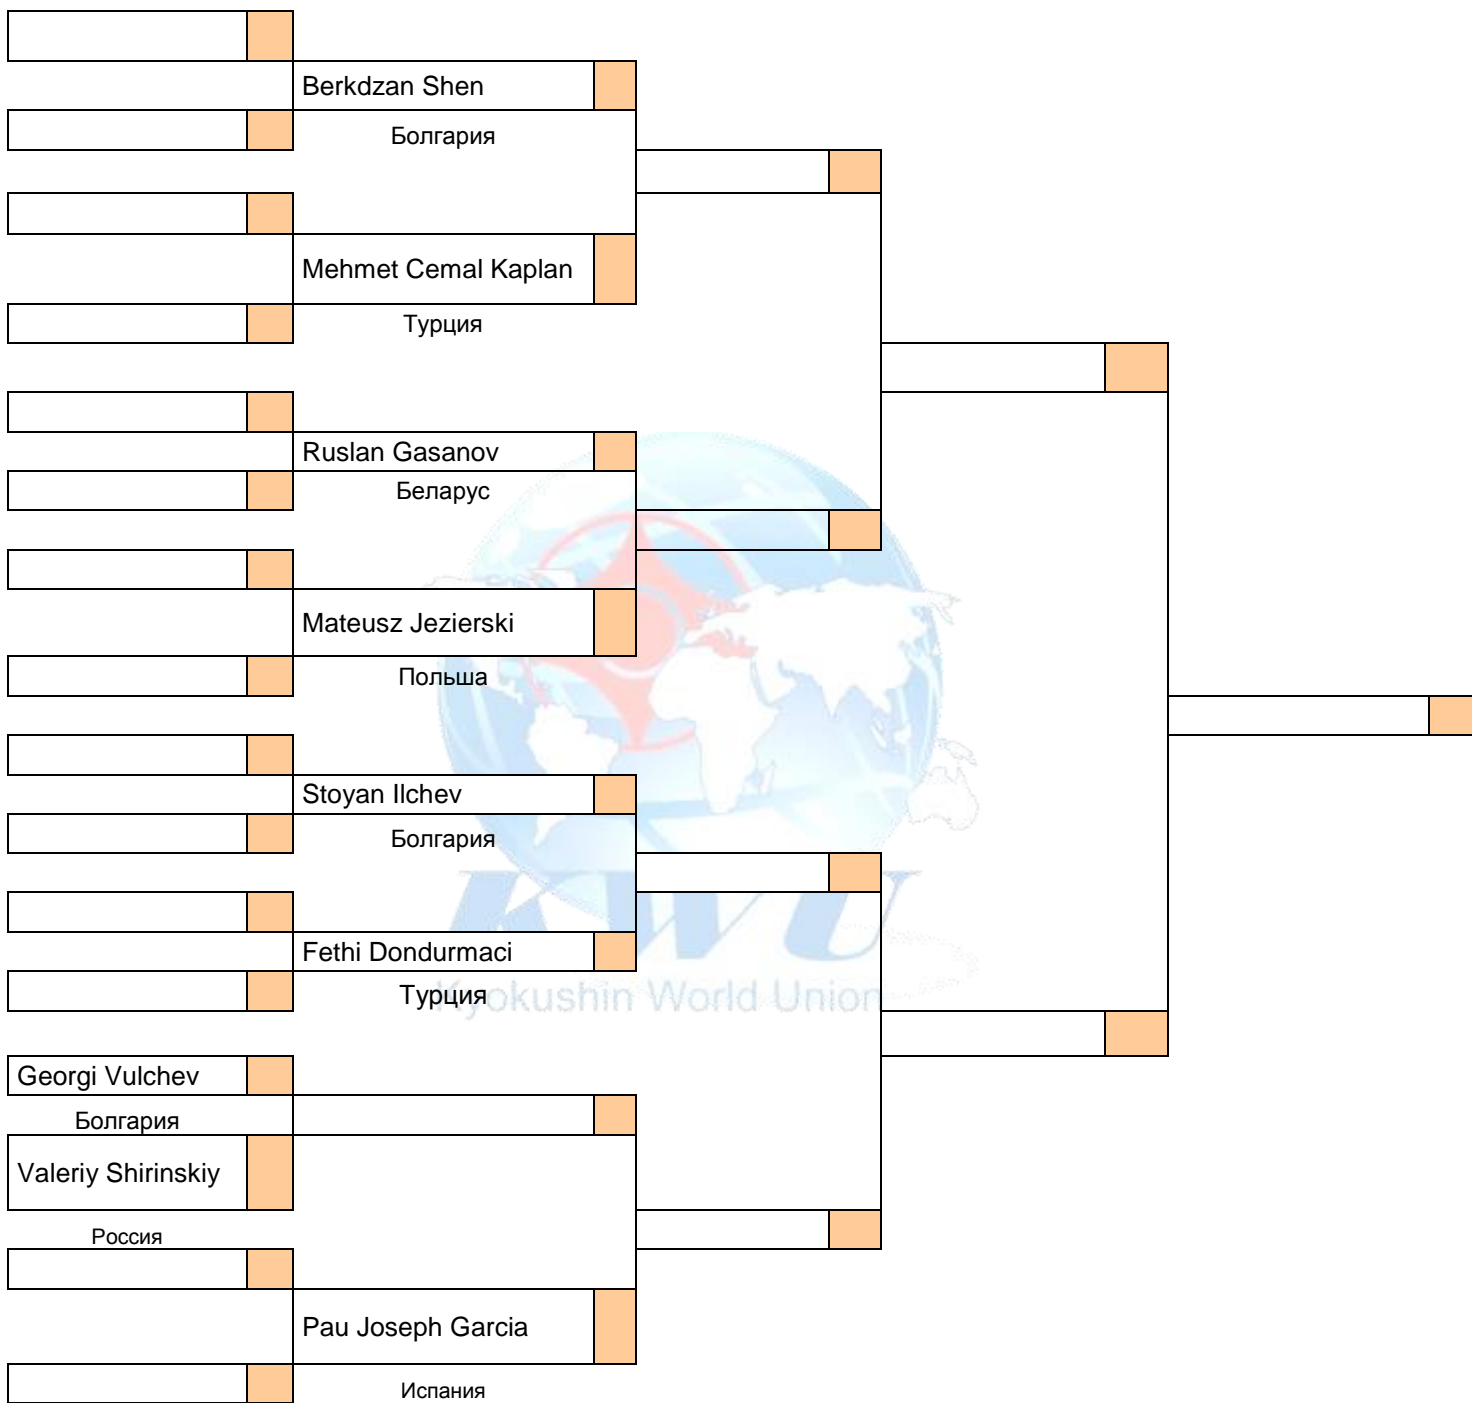 Berkdzan Shen
Болгария
Mehmet Cemal Kaplan
Турция
Ruslan Gasanov
Беларус
Mateusz Jezierski
Польша
Stoyan Ilchev
Болгария
KWU
Fethi Dondurmaci
Турция
Kyokushin World Union
Georgi Vulchev
Болгария
Valeriy Shirinskiy
Россия
Pau Joseph Garcia
Испания